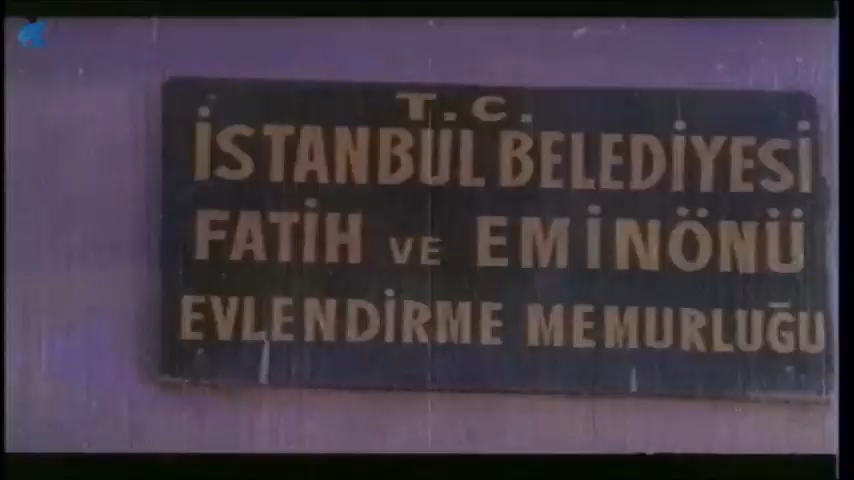 T.C.
İSTANBUL BELEDİYESİ
FATİH VE EMİNÖNÜ
EVLENDİRME MEMURLUĞU